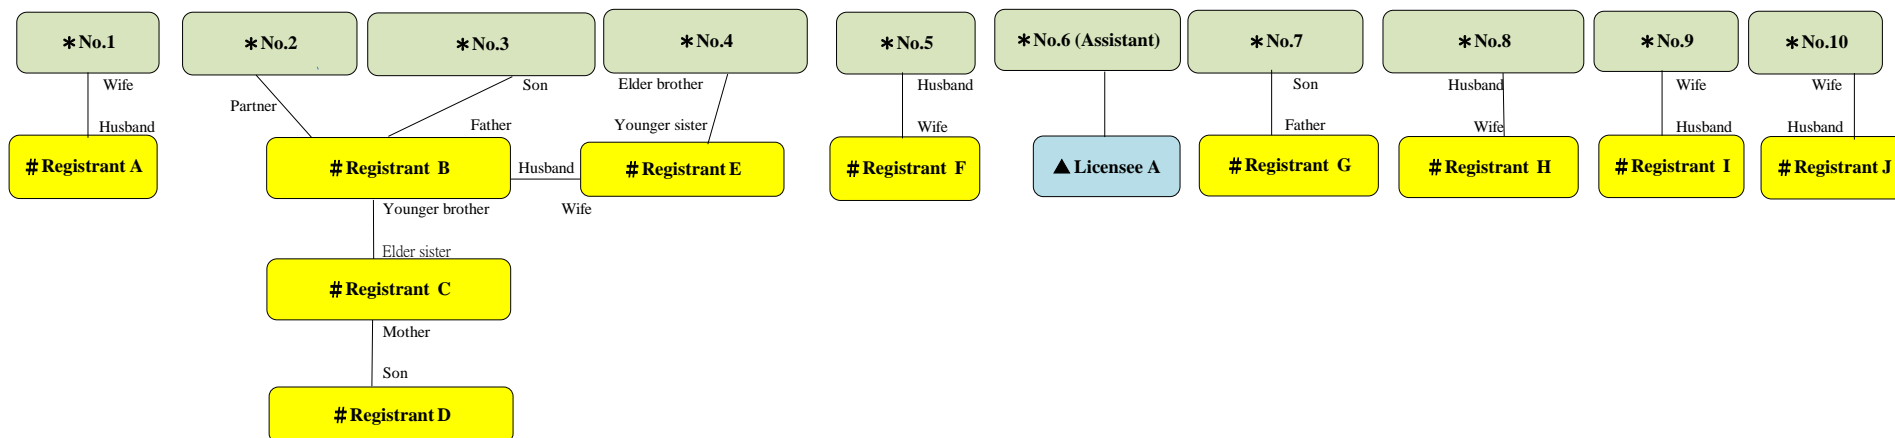 *No.1
*No.2
*No.3
*No.4
*No.5
*No.6 (Assistant)
*No.7
*No.8
*No.9
*No.10
Wife
Partner
Son
Elder brother
Husband
Son
Husband
Wife
Wife
Husband
Father
Younger sister
Wife
Father
Wife
Husband
Husband
#Registrant A
#Registrant B
Husband
Wife
#Registrant E
#Registrant F
▲Licensee A
#Registrant G
#Registrant H
#Registrant I
#Registrant J
Younger brother
Elder sister
#Registrant C
Mother
Son
#Registrant D